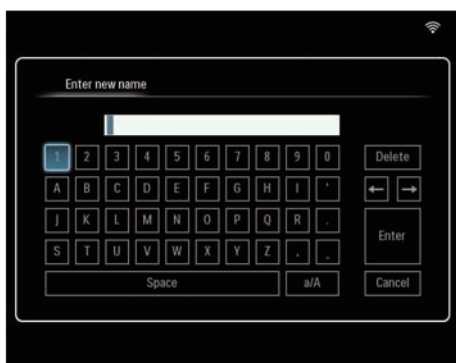 Enter new name
1 2 3 4 5 6 7 8 9 0 Delete
A B C D E F G H I ' ← →
J K L M N O P Q R .
Enter
S T U V W X Y Z , _
Space a/A Cancel